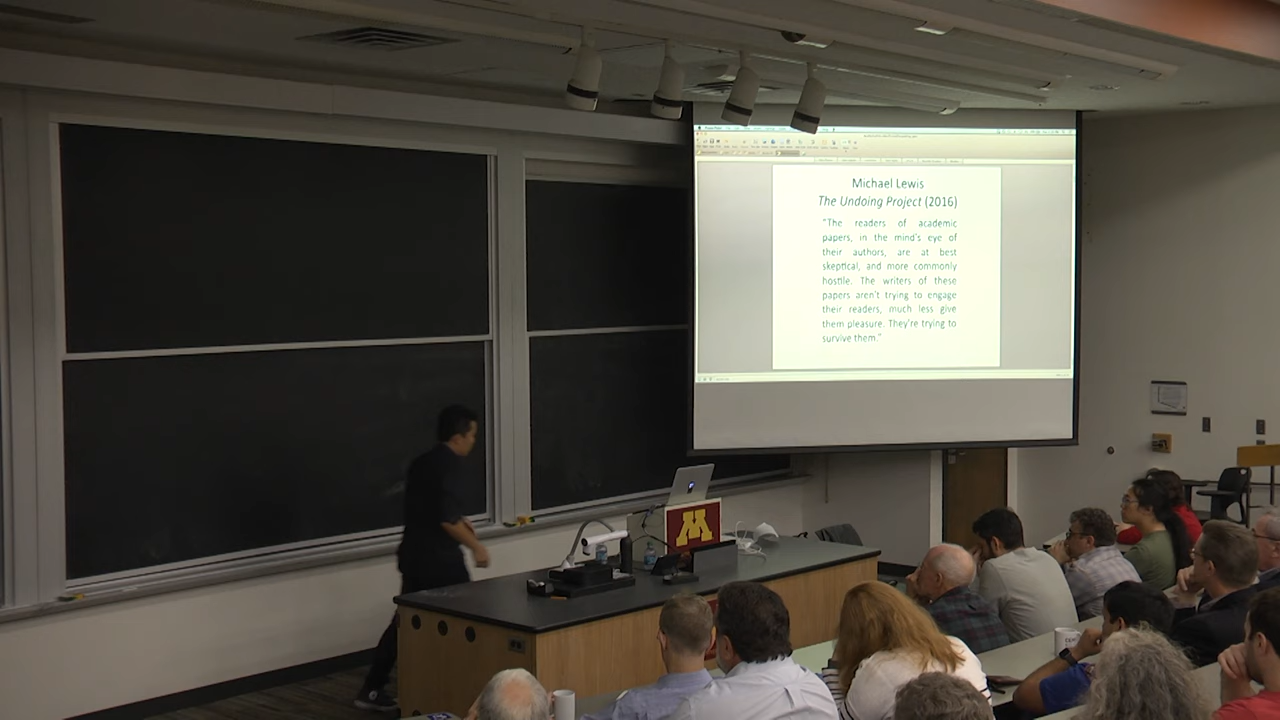 Michael Lewis
The Undoing Project (2016)
"The readers of academic
papers, in the mind's eye of
their authors, are at best
skeptical, and more commonly
hostile. The writers of these
papers aren't trying to engage
their readers, much less give
them pleasure. They're trying to
survive them."
M